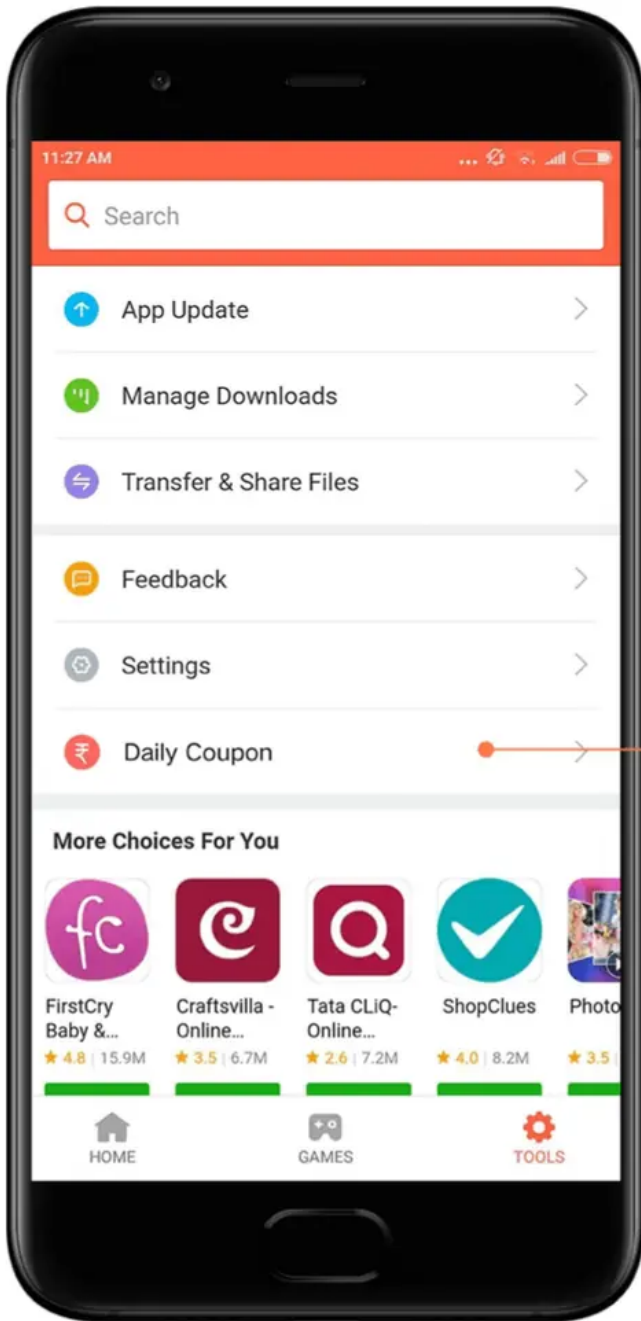 11:27 AM
Search
App Update
Manage Downloads
Transfer & Share Files
Feedback
Settings
₹ Daily Coupon
More Choices For You
fc
FirstCry
Baby &...
★ 4.8 | 15.9M
Craftsvilla -
Online...
★ 3.5 | 6.7M
Tata CLiQ-
Online...
★ 2.6 | 7.2M
ShopClues
★ 4.0 | 8.2M
Photo
★ 3.5 |
HOME
GAMES
TOOLS